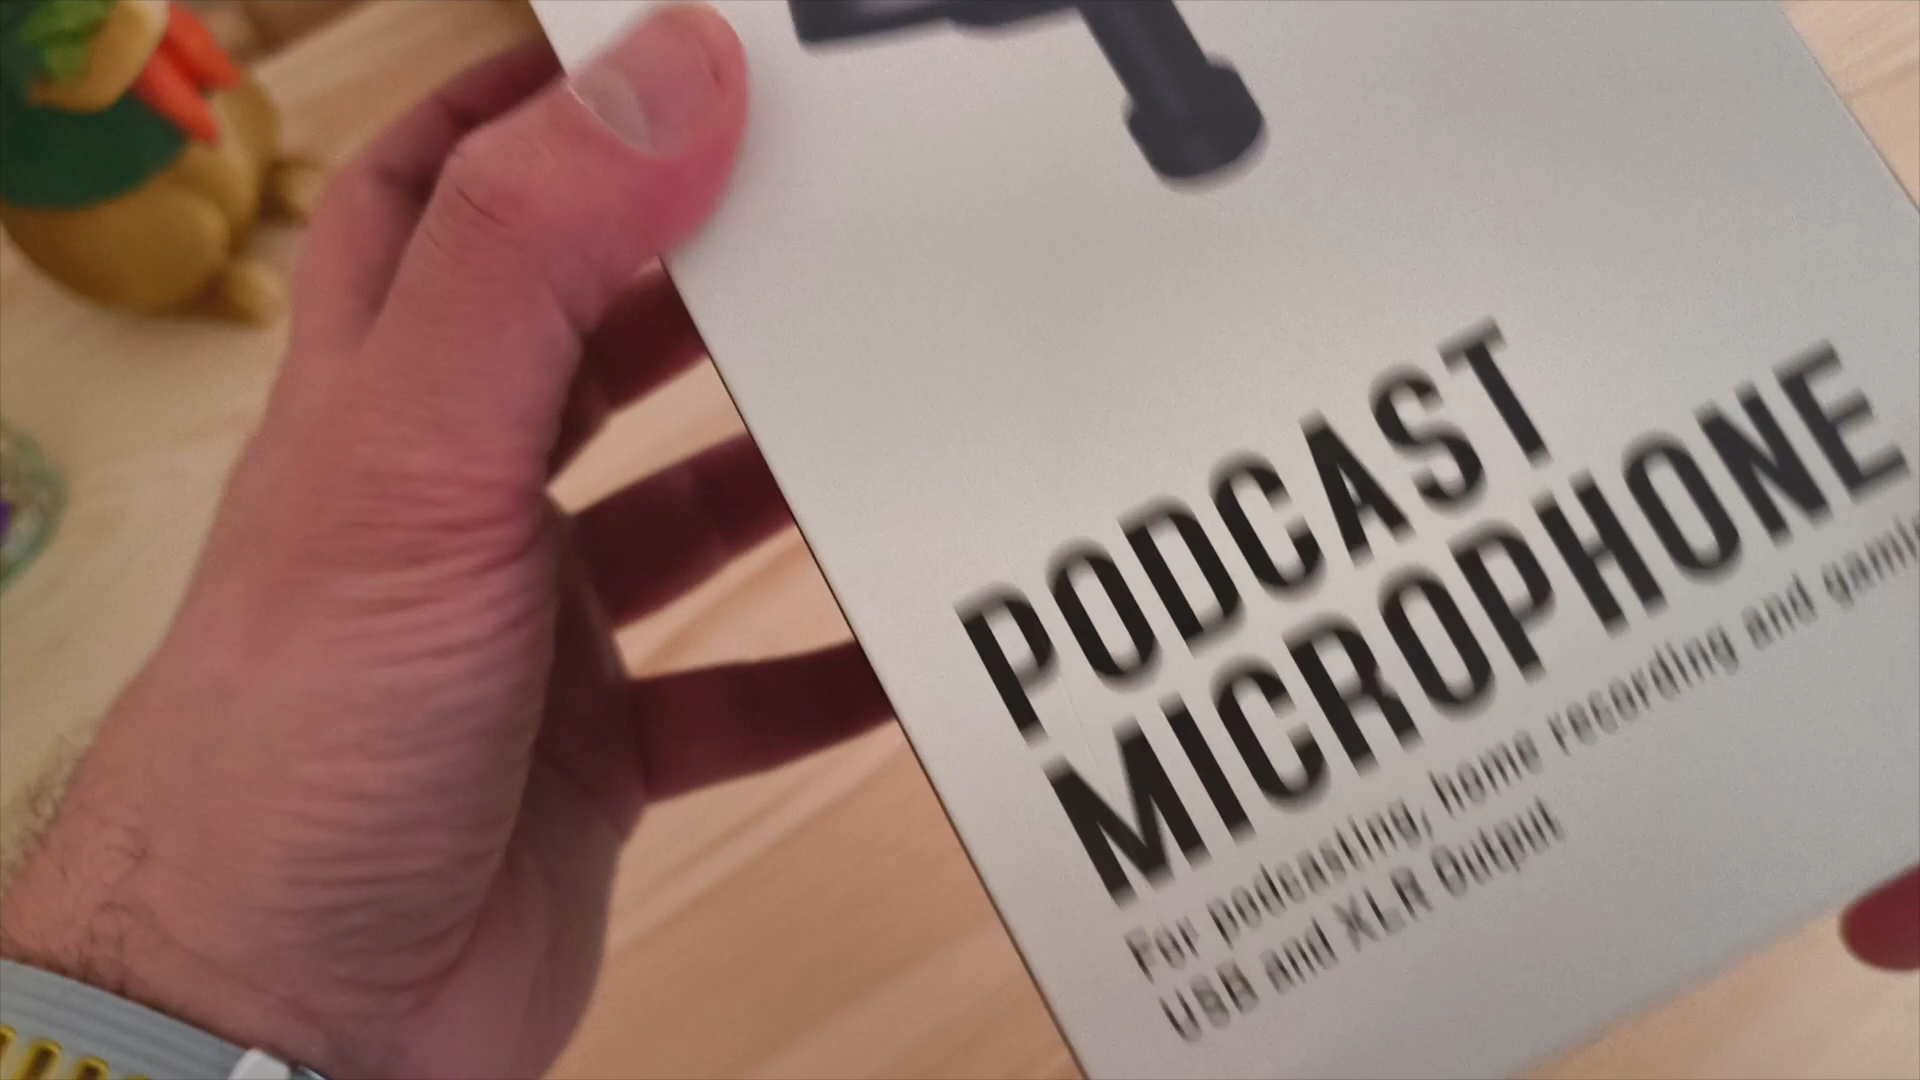 PODCAST
MICROPHONE
For podcasting, home recording and
USB and XLR Output